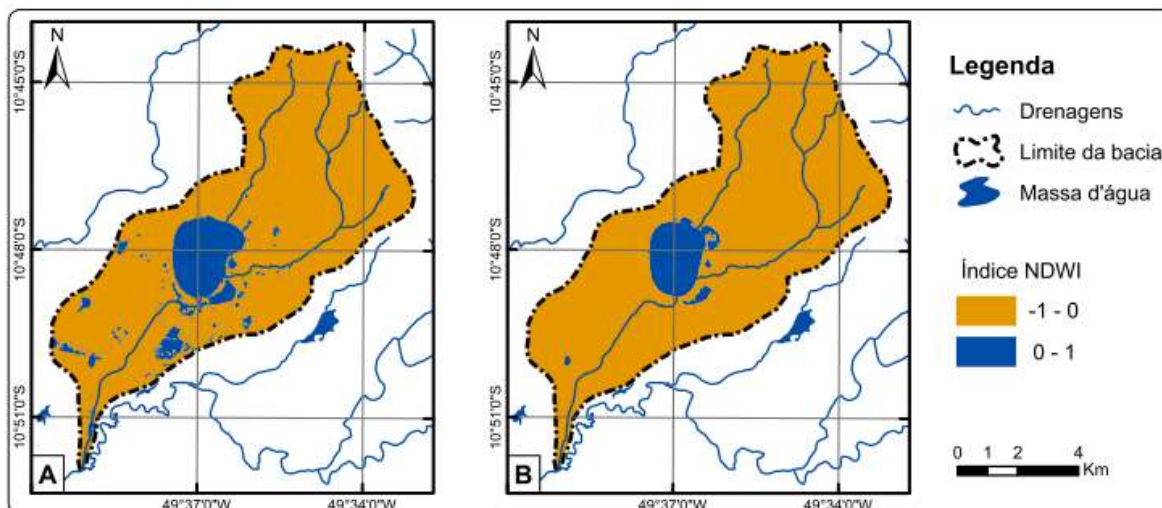 N
10°45'0"S
10°48'0"S
10°51'0"S
A
49°37'0"W
49°34'0"W
N
10°45'0"S
10°48'0"S
10°51'0"S
B
49°37'0"W
49°34'0"W
Legenda
Drenagens
Limite da bacia
Massa d'água
Índice NDWI
-1 - 0
0 - 1
0 1 2 4
Km